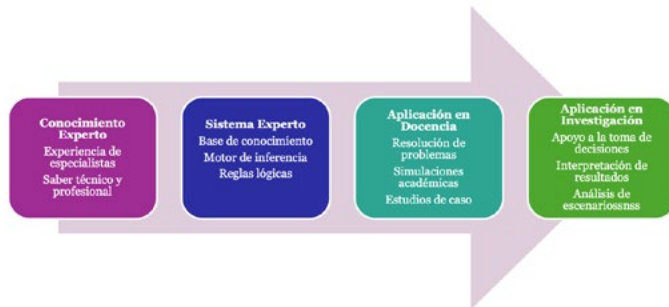 Conocimiento
Experto
Experiencia de
especialistas
Saber técnico y
profesional
Sistema Experto
Base de conocimiento
Motor de inferencia
Reglas lógicas
Aplicación en
Docencia
Resolución de
problemas
Simulaciones
académicas
Estudios de caso
Aplicación en
Investigación
Apoyo a la toma de
decisiones
Interpretación de
resultados
Análisis de
escenariossnss